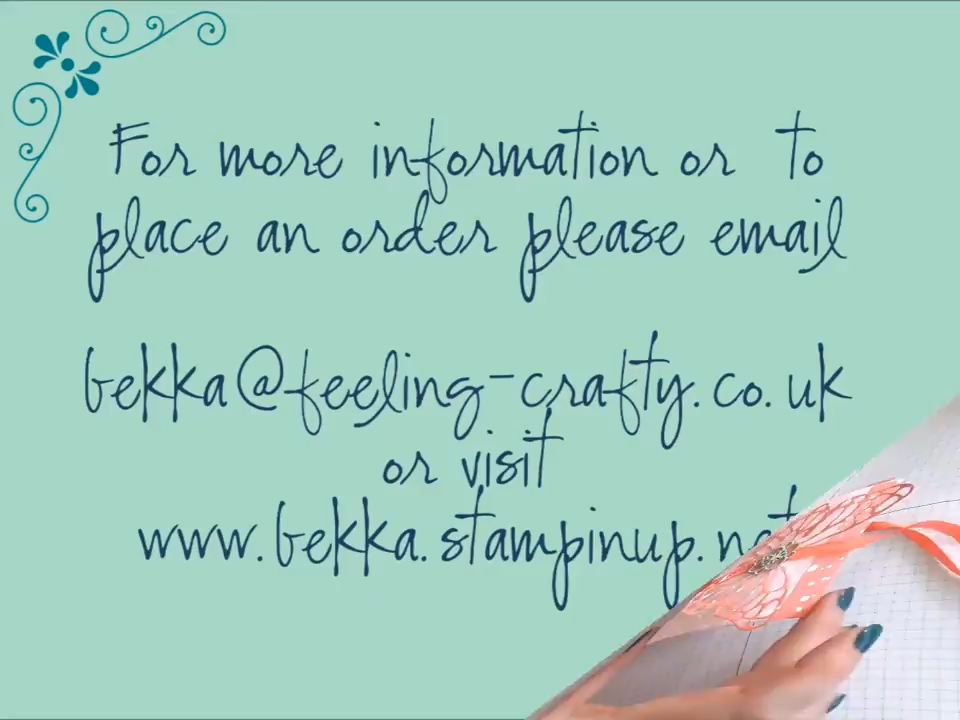 For more information or to
place an order please email
bekka@feeling-crafty.co.uk
or visit
www.bekka.stampinup.net